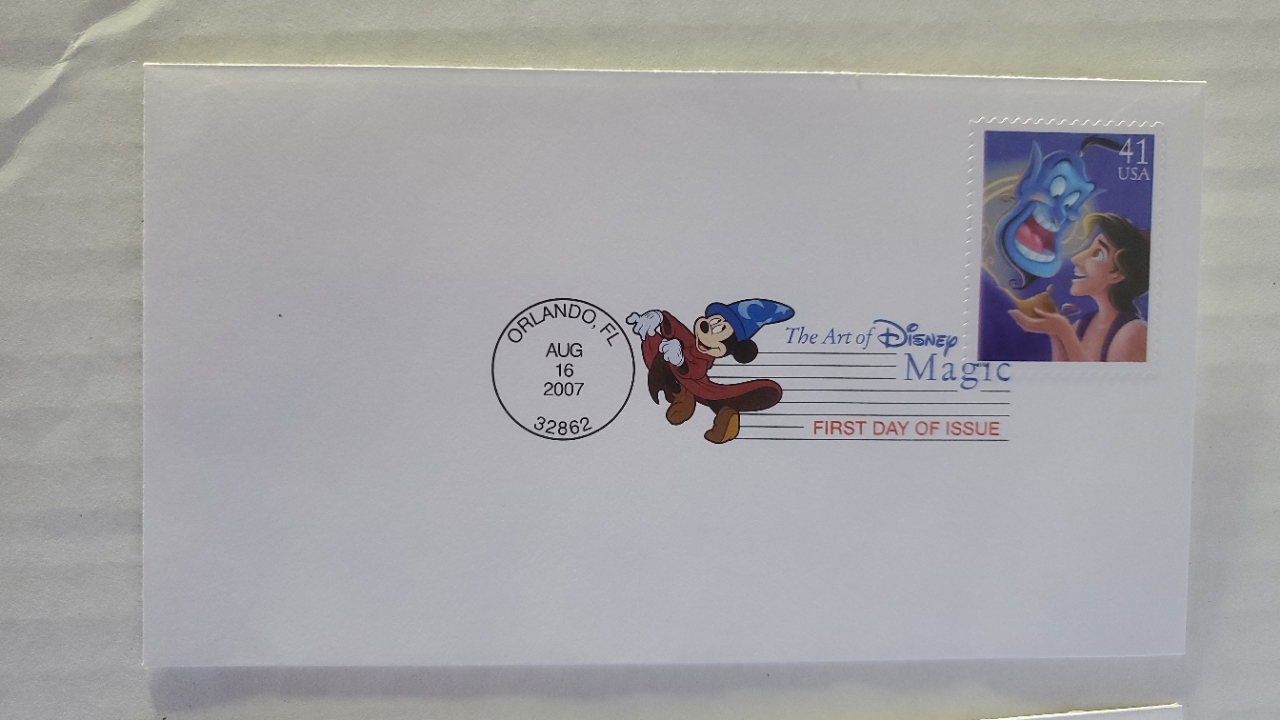 41
USA
ORLANDO, FL
AUG
16
2007
32862
The Art of Disney
Magic
FIRST DAY OF ISSUE